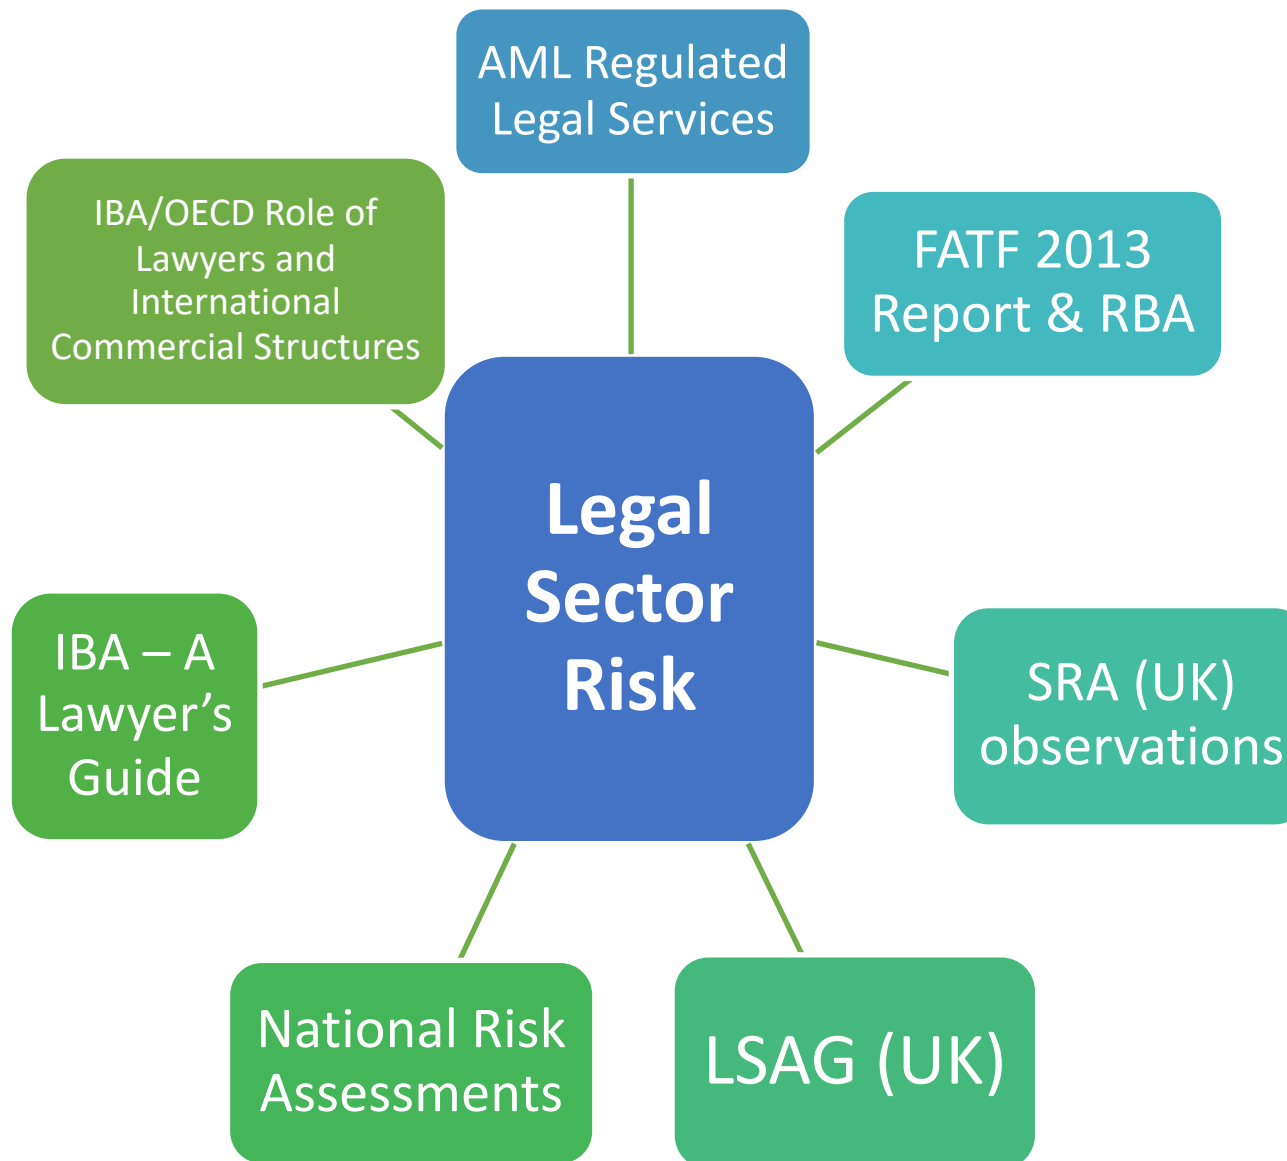 AML Regulated
Legal Services
IBA/OECD Role of
Lawyers and
International
Commercial Structures
FATF 2013
Report & RBA
Legal
Sector
Risk
IBA – A
Lawyer’s
Guide
SRA (UK)
observations
National Risk
Assessments
LSAG (UK)